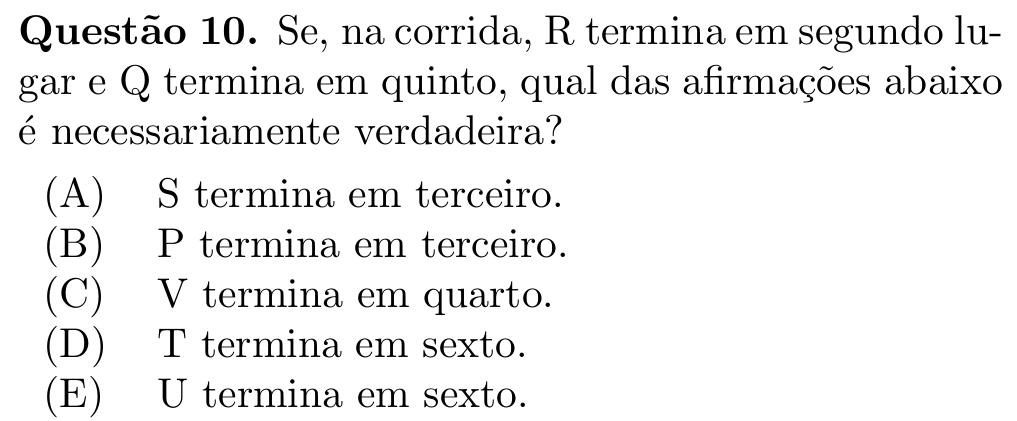 Questão 10. Se, na corrida, R termina em segundo lu-
gar e Q termina em quinto, qual das afirmações abaixo
é necessariamente verdadeira?
(A) S termina em terceiro.
(B) P termina em terceiro.
(C) V termina em quarto.
(D) T termina em sexto.
(E) U termina em sexto.